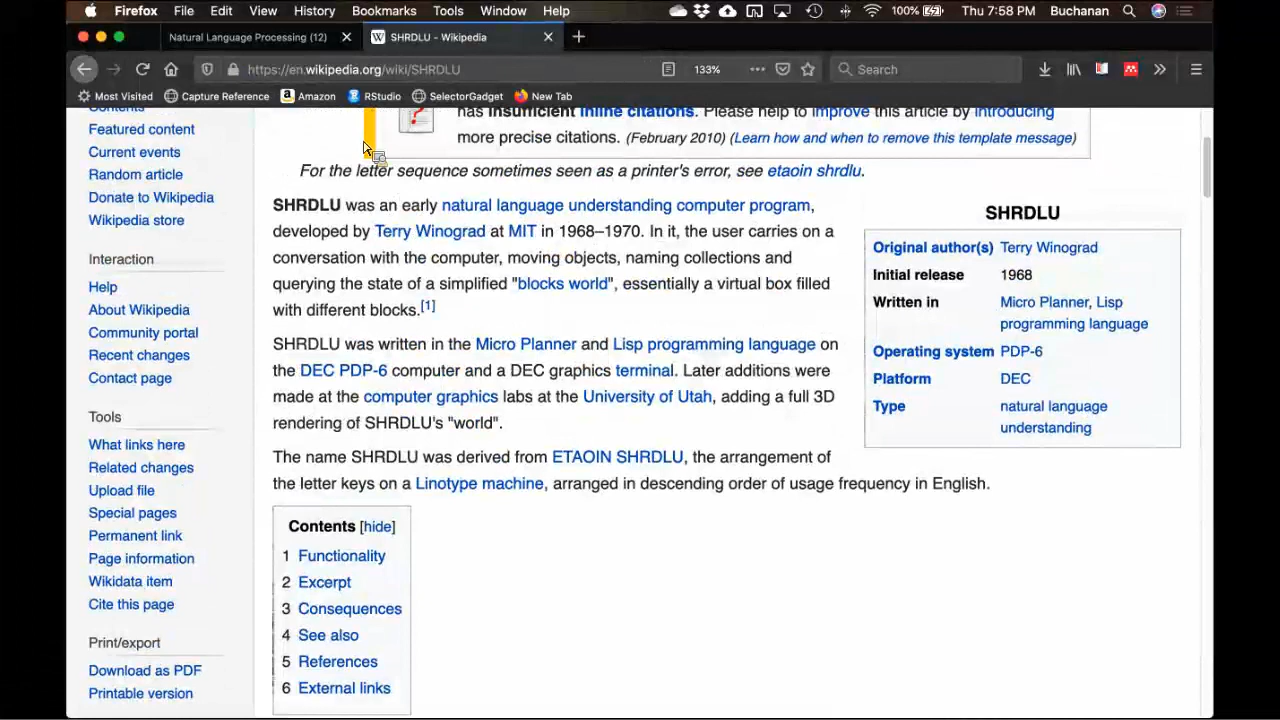 Firefox File Edit View History Bookmarks Tools Window Help 100% Thu 7:58 PM Buchanan
Natural Language Processing (12) SHRDLU - Wikipedia
https://en.wikipedia.org/wiki/SHRDLU 133% Search
Most Visited Capture Reference Amazon RStudio SelectorGadget New Tab
Contents
Featured content
Current events
Random article
Donate to Wikipedia
Wikipedia store
Interaction
Help
About Wikipedia
Community portal
Recent changes
Contact page
Tools
What links here
Related changes
Upload file
Special pages
Permanent link
Page information
Wikidata item
Cite this page
Print/export
Download as PDF
Printable version
has insufficient inline citations. Please help to improve this article by introducing
more precise citations. (February 2010) (Learn how and when to remove this template message)
For the letter sequence sometimes seen as a printer's error, see etaoin shrdlu.
SHRDLU was an early natural language understanding computer program,
developed by Terry Winograd at MIT in 1968–1970. In it, the user carries on a
conversation with the computer, moving objects, naming collections and
querying the state of a simplified "blocks world", essentially a virtual box filled
with different blocks.[1]
SHRDLU was written in the Micro Planner and Lisp programming language on
the DEC PDP-6 computer and a DEC graphics terminal. Later additions were
made at the computer graphics labs at the University of Utah, adding a full 3D
rendering of SHRDLU's "world".
The name SHRDLU was derived from ETAOIN SHRDLU, the arrangement of
the letter keys on a Linotype machine, arranged in descending order of usage frequency in English.
SHRDLU
Original author(s) Terry Winograd
Initial release 1968
Written in Micro Planner, Lisp
programming language
Operating system PDP-6
Platform DEC
Type natural language
understanding
Contents [hide]
1 Functionality
2 Excerpt
3 Consequences
4 See also
5 References
6 External links